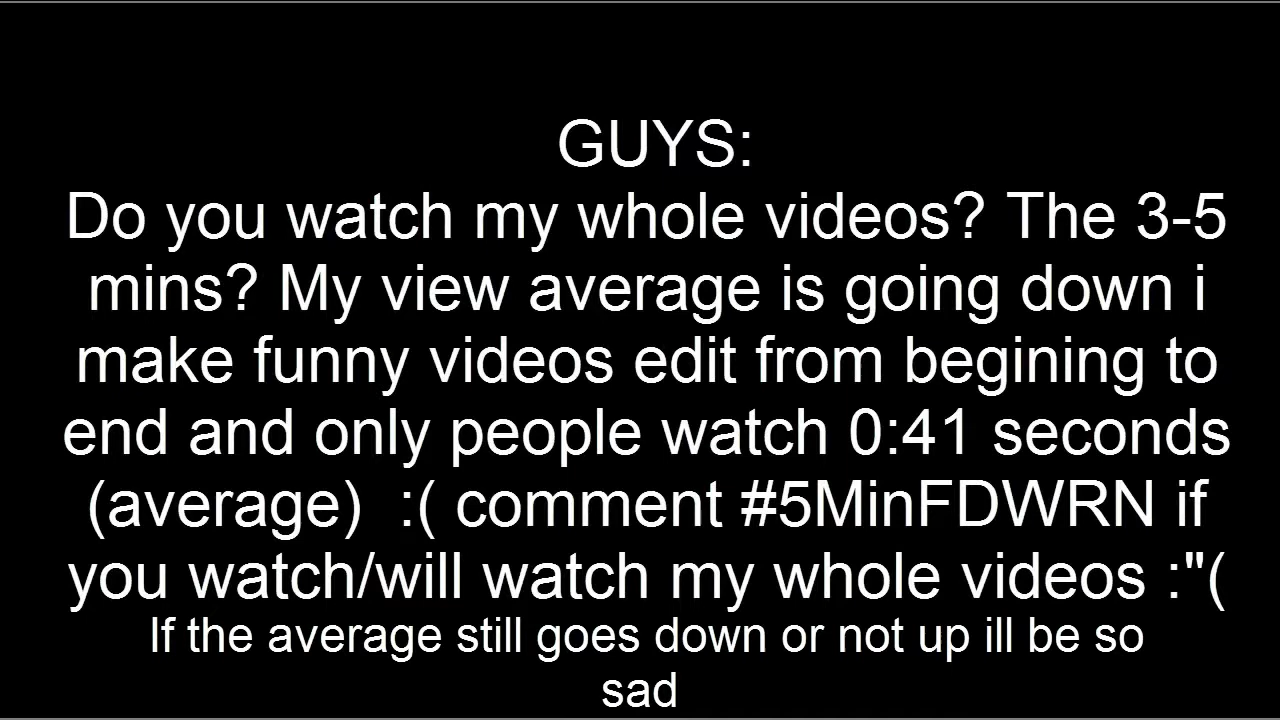 GUYS:
Do you watch my whole videos? The 3-5
mins? My view average is going down i
make funny videos edit from begining to
end and only people watch 0:41 seconds
(average)  :( comment #5MinFDWRN if
you watch/will watch my whole videos :"(
If the average still goes down or not up ill be so
sad